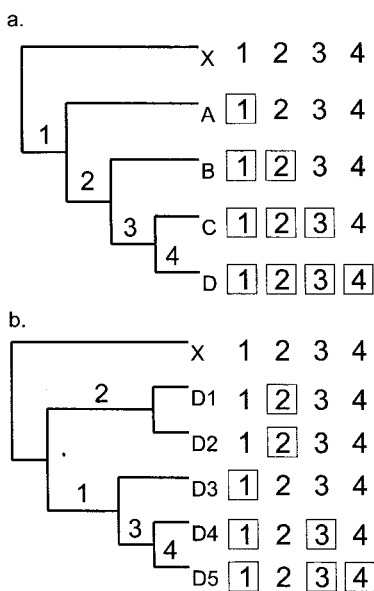 a.
X 1 2 3 4
1 A 1 2 3 4
2 B 1 2 3 4
3 C 1 2 3 4
4 D 1 2 3 4
b.
X 1 2 3 4
2 D1 1 2 3 4
D2 1 2 3 4
1 D3 1 2 3 4
3 D4 1 2 3 4
4 D5 1 2 3 4